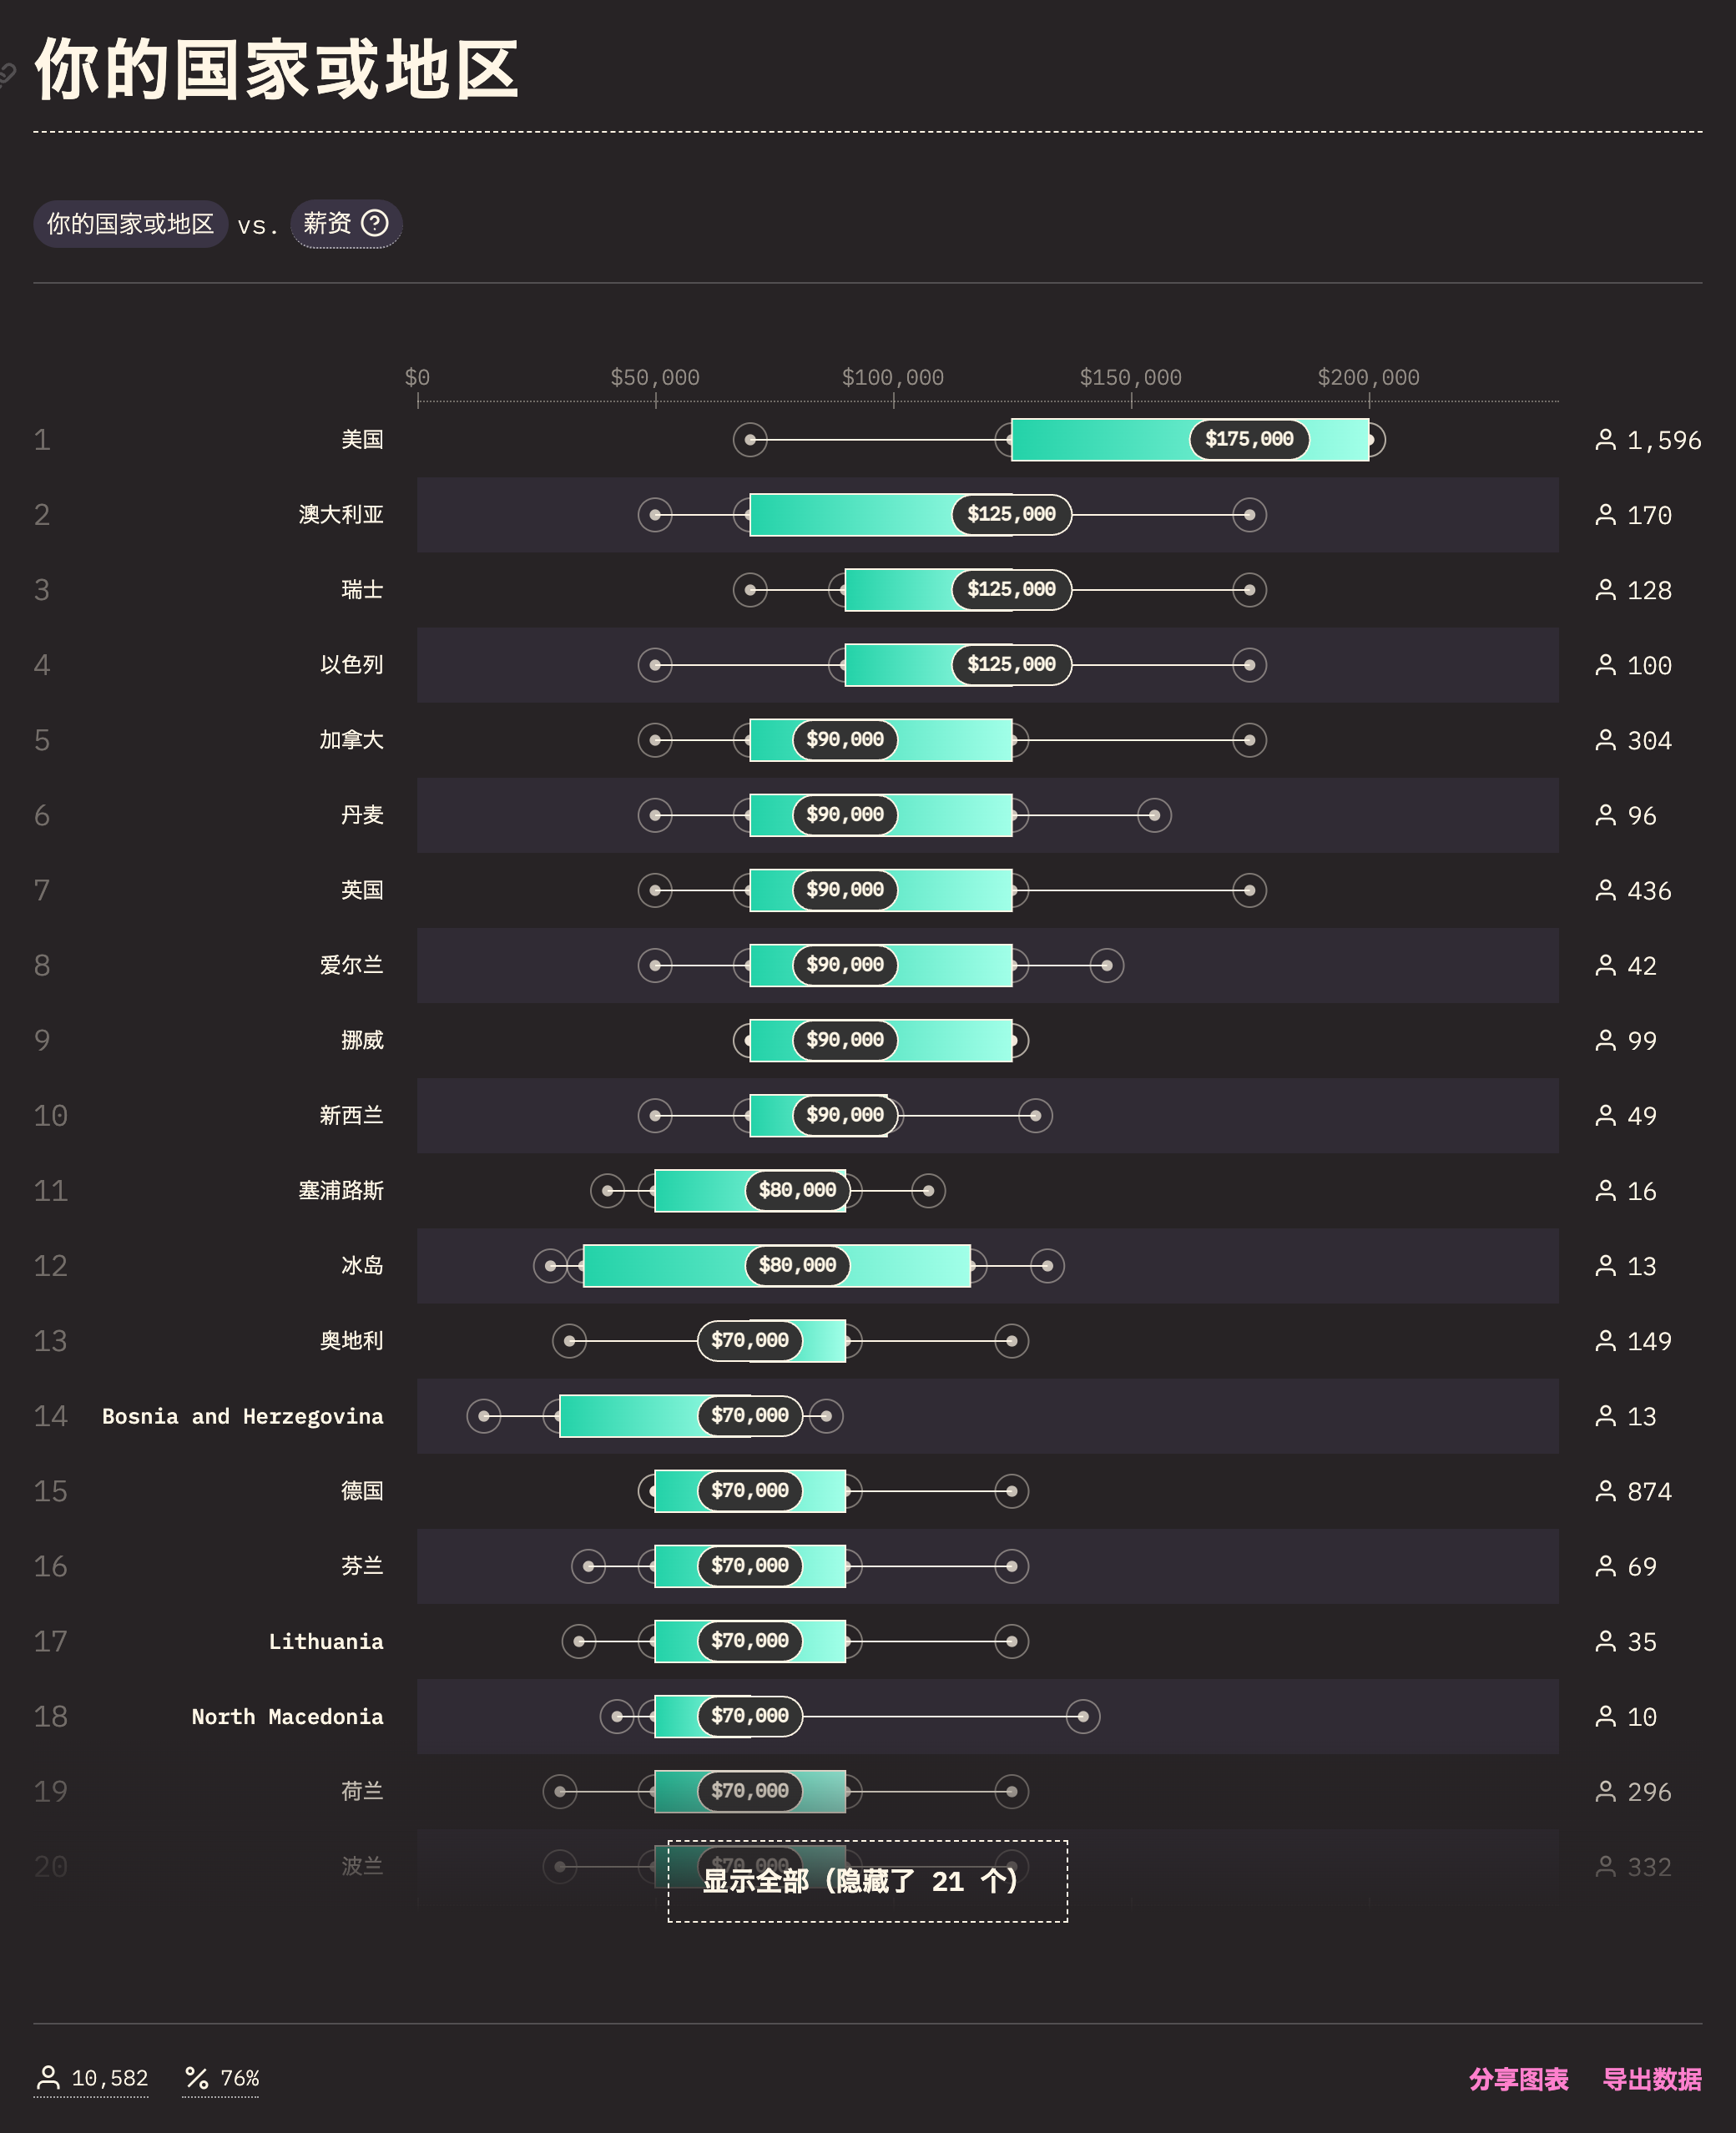 你的国家或地区
你的国家或地区 vs. 薪资
$0 $50,000 $100,000 $150,000 $200,000
1 美国 $175,000 1,596
2 澳大利亚 $125,000 170
3 瑞士 $125,000 128
4 以色列 $125,000 100
5 加拿大 $90,000 304
6 丹麦 $90,000 96
7 英国 $90,000 436
8 爱尔兰 $90,000 42
9 挪威 $90,000 99
10 新西兰 $90,000 49
11 塞浦路斯 $80,000 16
12 冰岛 $80,000 13
13 奥地利 $70,000 149
14 Bosnia and Herzegovina $70,000 13
15 德国 $70,000 874
16 芬兰 $70,000 69
17 Lithuania $70,000 35
18 North Macedonia $70,000 10
19 荷兰 $70,000 296
20 波兰 $70,000 332
显示全部（隐藏了 21 个）
10,582 76% 分享图表 导出数据